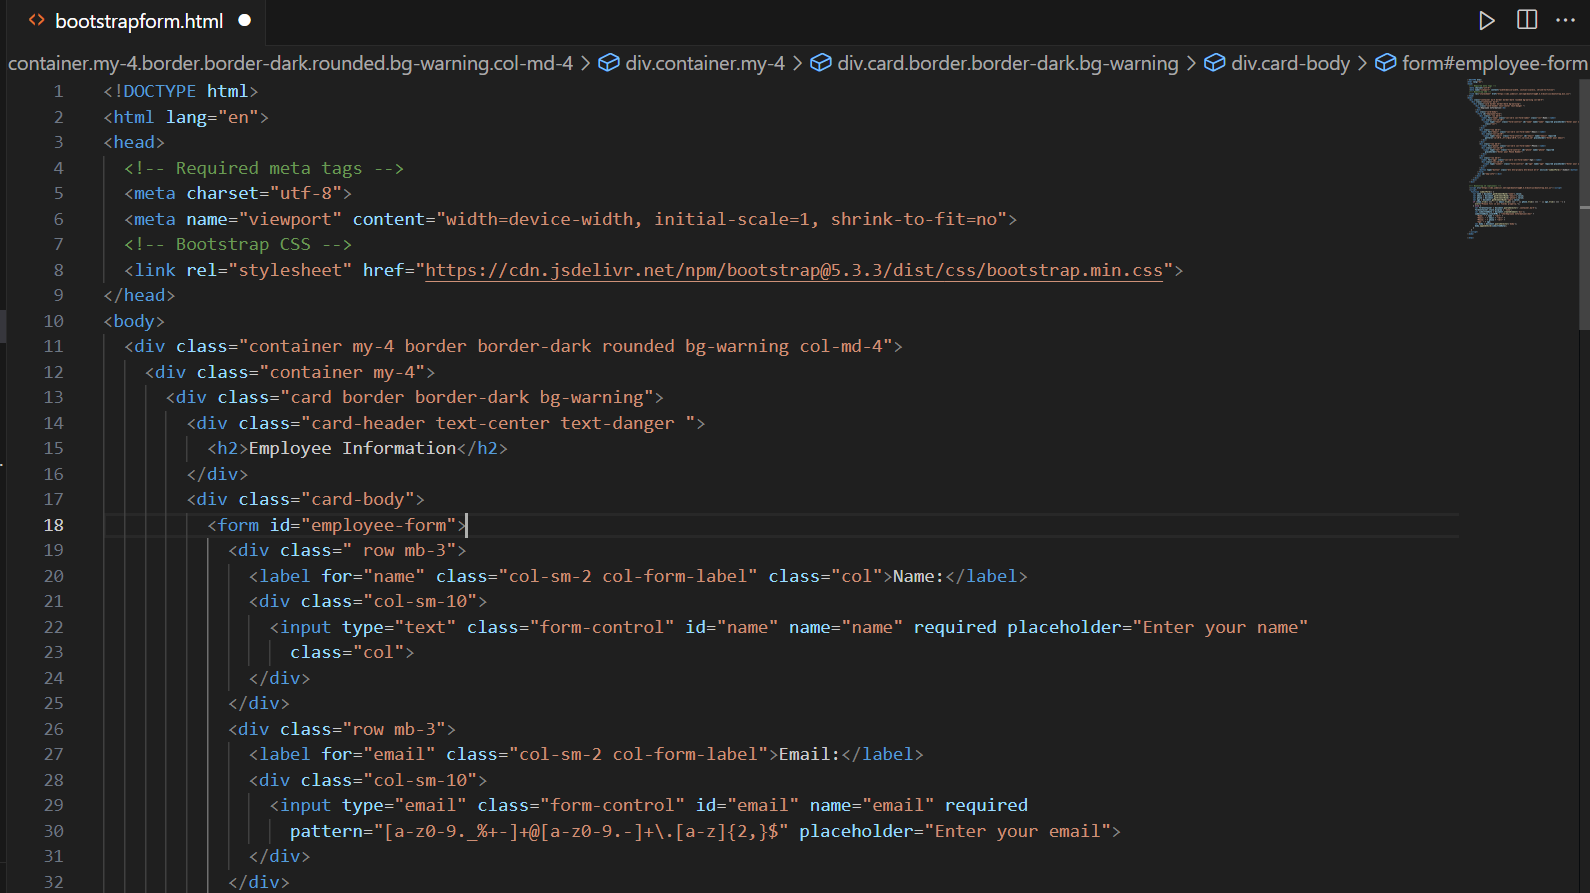 bootstrapform.html
container.my-4.border.border-dark.rounded.bg-warning.col-md-4 > div.container.my-4 > div.card.border.border-dark.bg-warning > div.card-body > form#employee-form
1 <!DOCTYPE html>
2 <html lang="en">
3 <head>
4 <!-- Required meta tags -->
5 <meta charset="utf-8">
6 <meta name="viewport" content="width=device-width, initial-scale=1, shrink-to-fit=no">
7 <!-- Bootstrap CSS -->
8 <link rel="stylesheet" href="https://cdn.jsdelivr.net/npm/bootstrap@5.3.3/dist/css/bootstrap.min.css">
9 </head>
10 <body>
11 <div class="container my-4 border border-dark rounded bg-warning col-md-4">
12 <div class="container my-4">
13 <div class="card border border-dark bg-warning">
14 <div class="card-header text-center text-danger ">
15 <h2>Employee Information</h2>
16 </div>
17 <div class="card-body">
18 <form id="employee-form">
19 <div class=" row mb-3">
20 <label for="name" class="col-sm-2 col-form-label" class="col">Name:</label>
21 <div class="col-sm-10">
22 <input type="text" class="form-control" id="name" name="name" required placeholder="Enter your name"
23 class="col">
24 </div>
25 </div>
26 <div class="row mb-3">
27 <label for="email" class="col-sm-2 col-form-label">Email:</label>
28 <div class="col-sm-10">
29 <input type="email" class="form-control" id="email" name="email" required
30 pattern="[a-z0-9._%+-]+@[a-z0-9.-]+\.[a-z]{2,}$" placeholder="Enter your email">
31 </div>
32 </div>